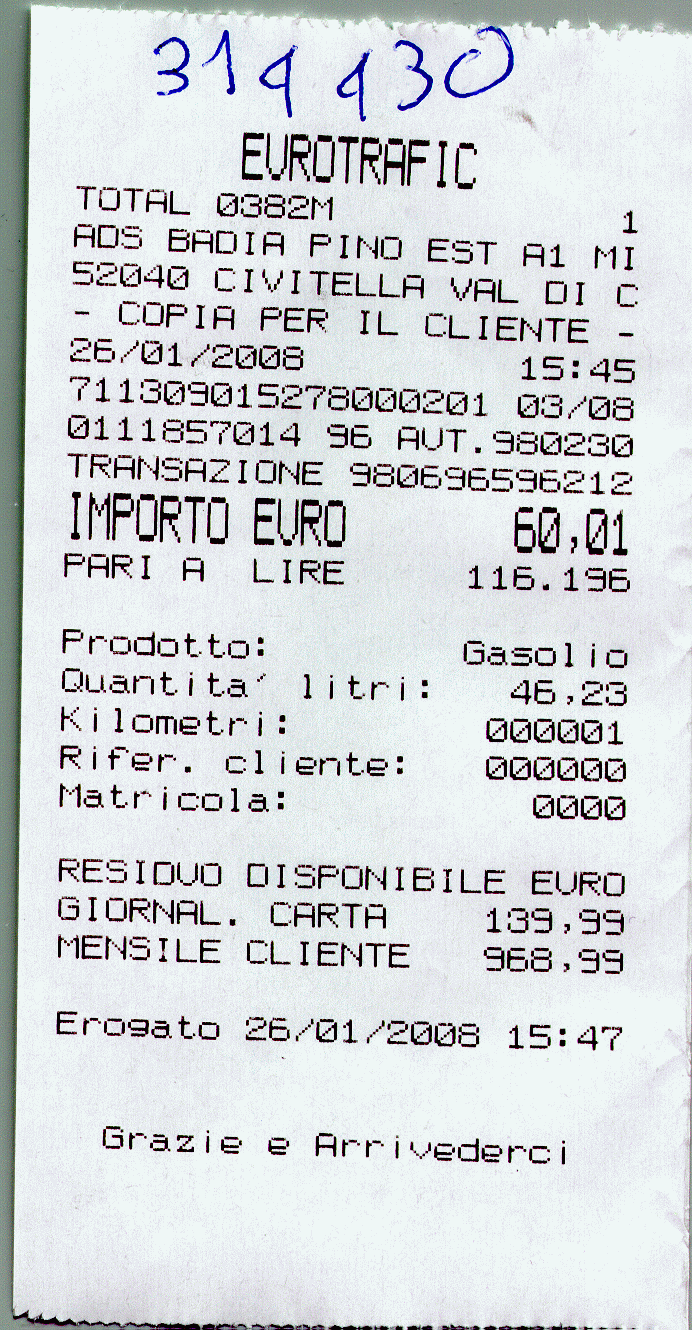 314430
EUROTRAFIC
TOTAL 0382M 1
ADS BADIA PINO EST A1 MI
52040 CIVITELLA VAL DI C
- COPIA PER IL CLIENTE -
26/01/2008 15:45
711309015278000201 03/08
0111857014 96 AUT.980230
TRANSAZIONE 980696596212
IMPORTO EURO 60,01
PARI A LIRE 116.196
Prodotto: Gasolio
Quantita´ litri: 46,23
Kilometri: 000001
Rifer. cliente: 000000
Matricola: 0000
RESIDUO DISPONIBILE EURO
GIORNAL. CARTA 139,99
MENSILE CLIENTE 968,99
Erogato 26/01/2008 15:47
Grazie e Arrivederci